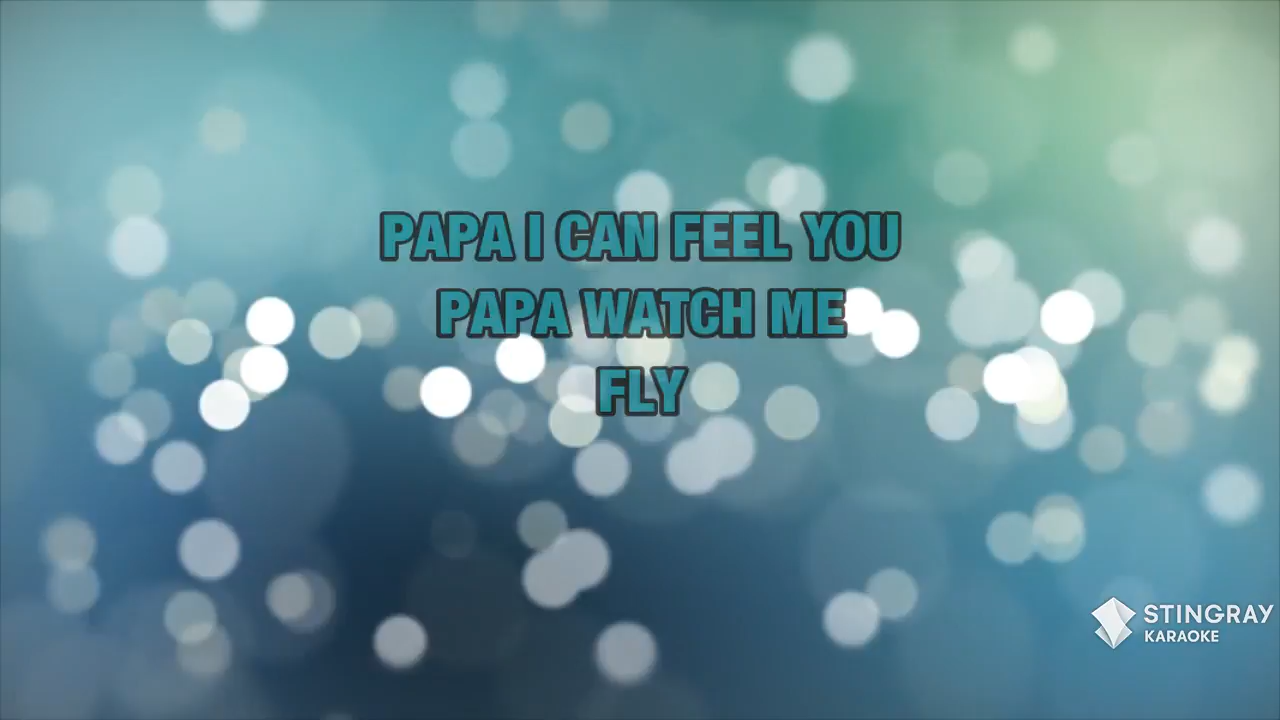 PAPA I CAN FEEL YOU
PAPA WATCH ME
FLY
STINGRAY
KARAOKE